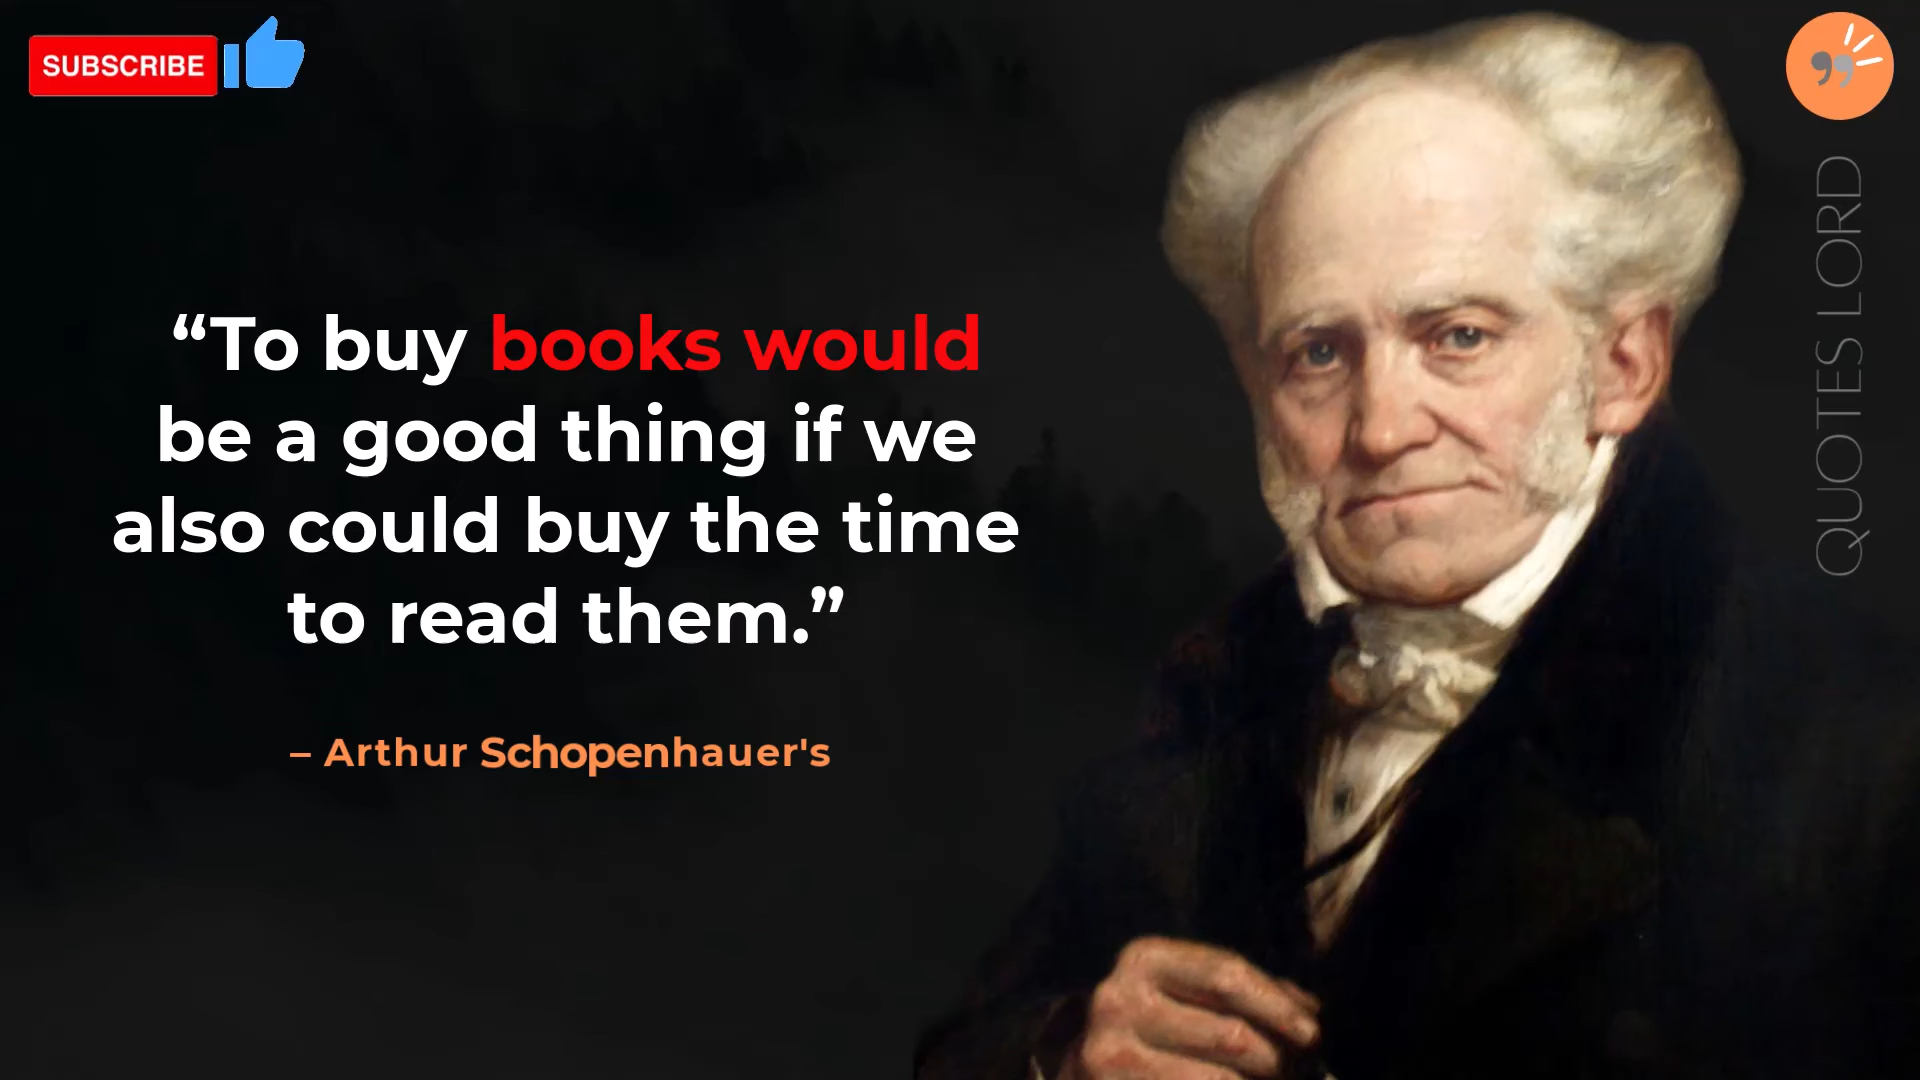 SUBSCRIBE
“To buy books would
be a good thing if we
also could buy the time
to read them.”
– Arthur Schopenhauer's
QUOTES LORD